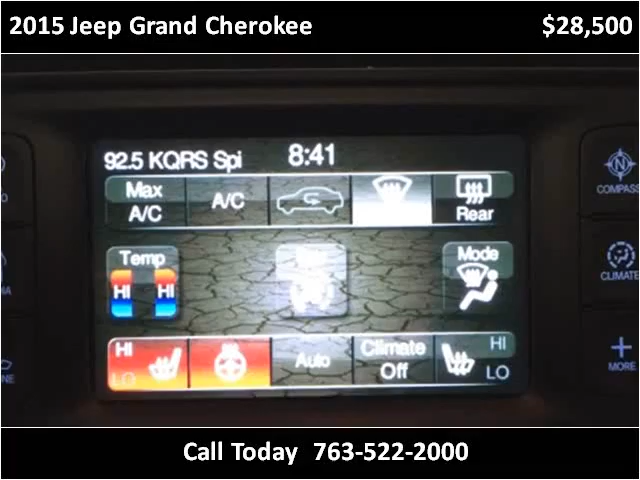 2015 Jeep Grand Cherokee $28,500
92.5 KQRS Spi 8:41
Max A/C
A/C
Rear
Temp
HI HI
Mode
HI
LO
Auto
Climate Off
HI
LO
COMPASS
CLIMATE
MORE
Call Today 763-522-2000